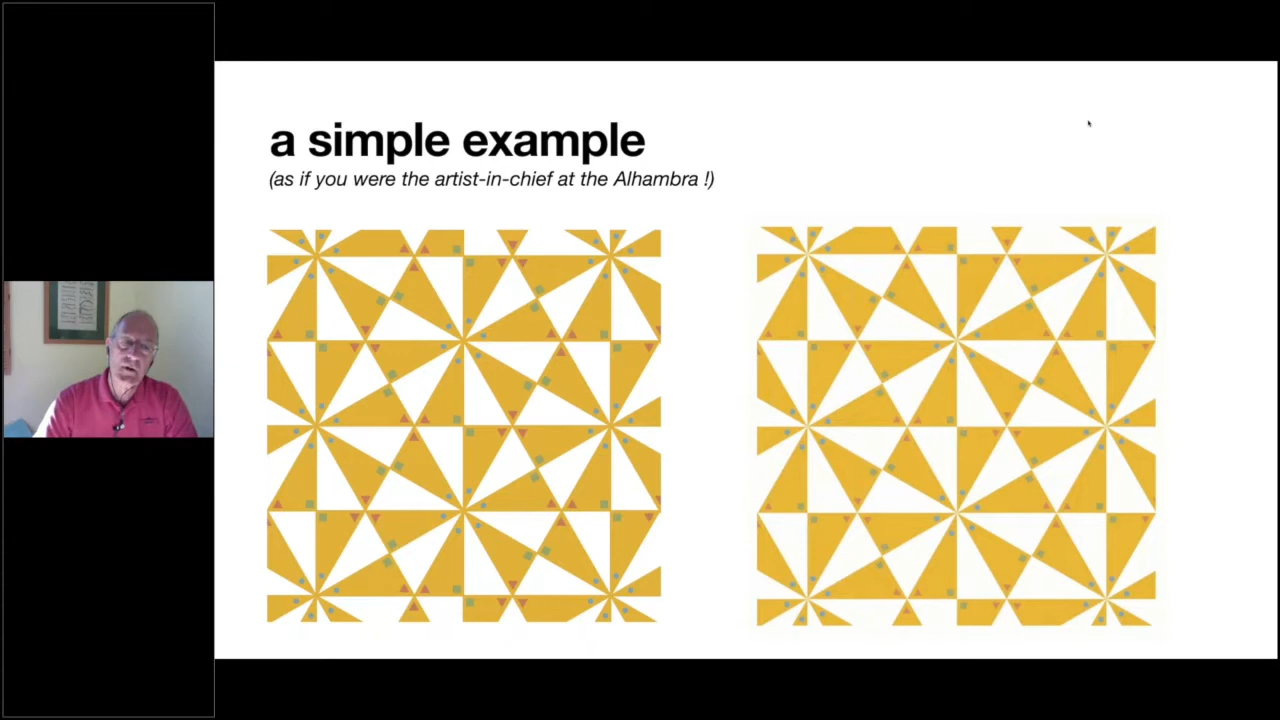 a simple example
(as if you were the artist-in-chief at the Alhambra !)